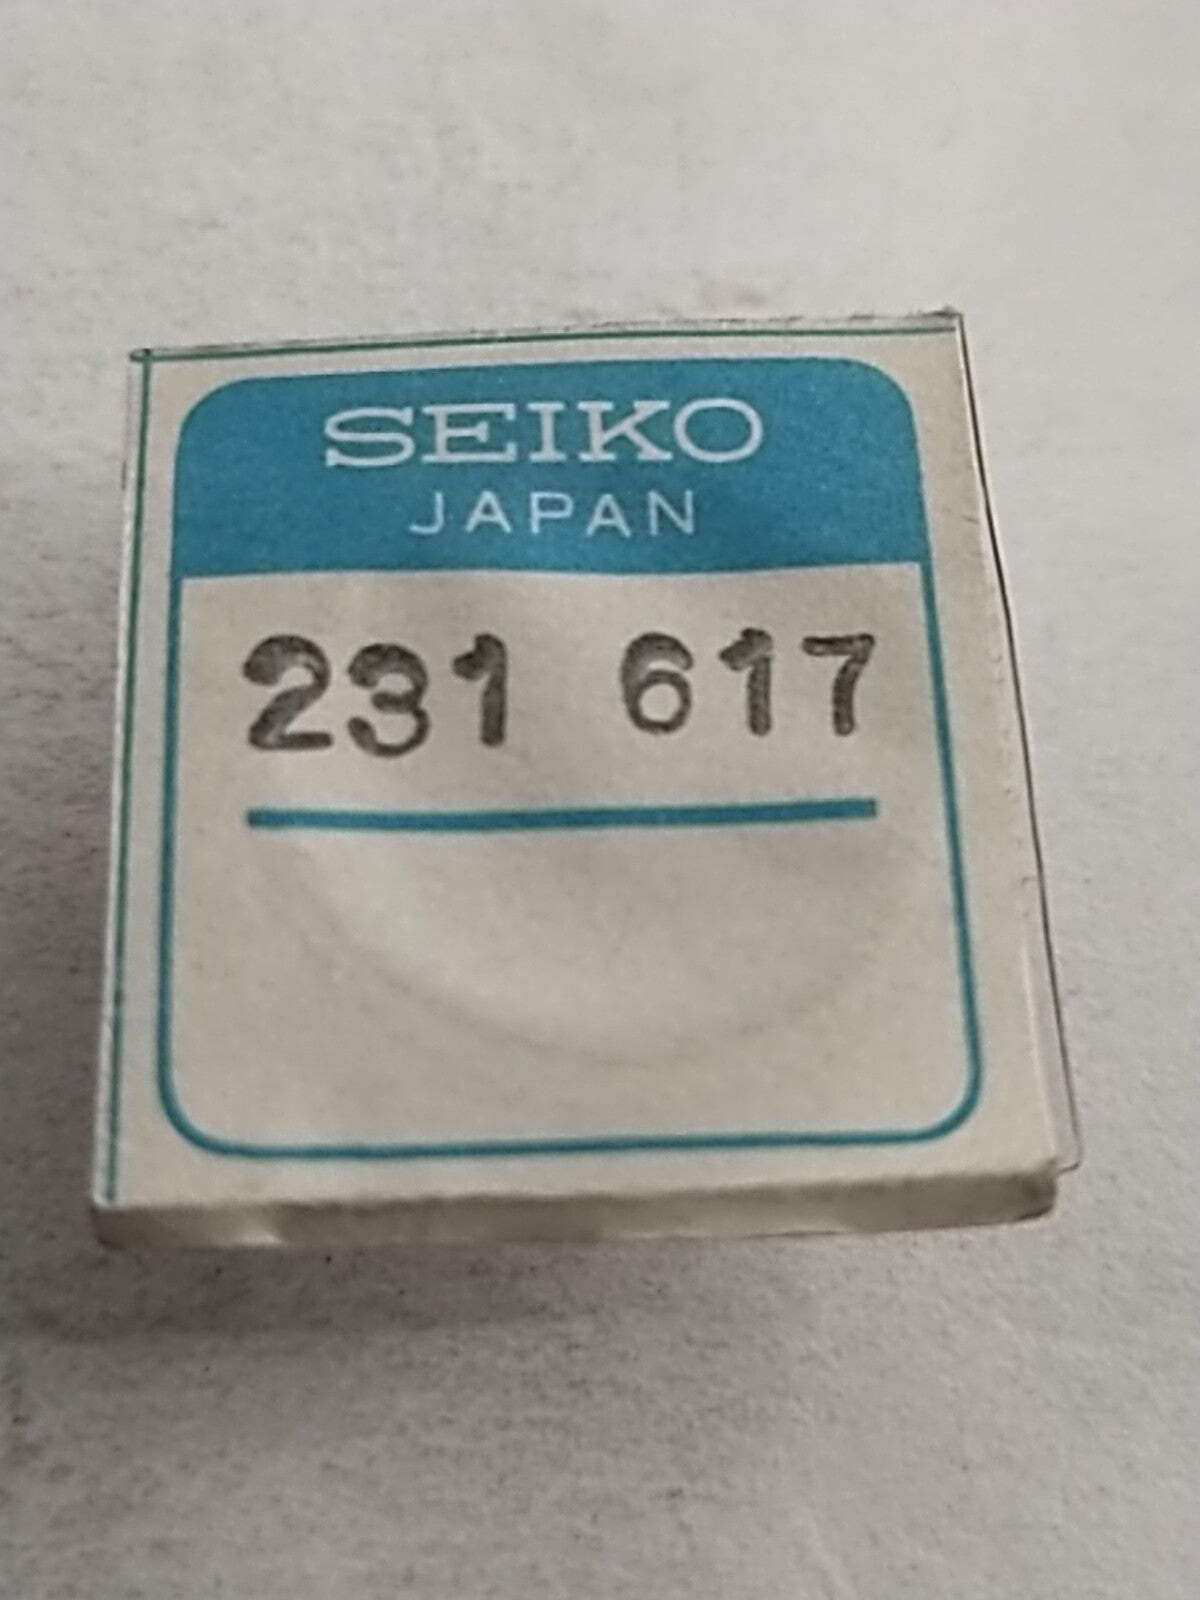 SEIKO
JAPAN
231 617